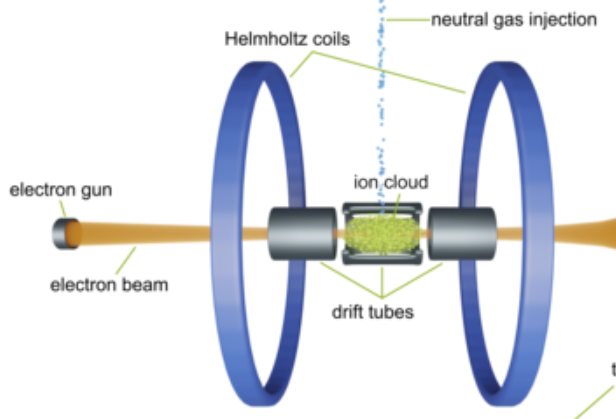 neutral gas injection
Helmholtz coils
electron gun
ion cloud
electron beam
drift tubes
t